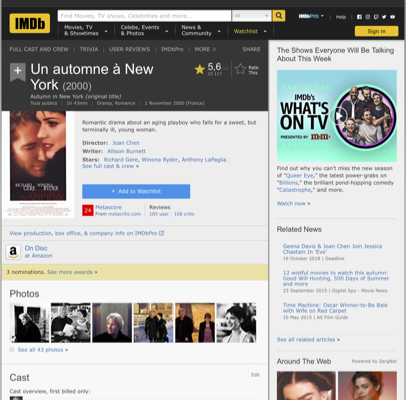 IMDb
Find Movies, TV shows, Celebrities and more...
All
IMDbPro
Help
Movies, TV
& Showtimes
Celebs, Events
& Photos
News &
Community
Watchlist
Sign in
FULL CAST AND CREW
TRIVIA
USER REVIEWS
IMDbPro
MORE
SHARE
Un automne à New
York (2000)
Autumn in New York (original title)
Tous publics | 1h 43min | Drama, Romance | 1 November 2000 (France)
5,6
Rate
This
Romantic drama about an aging playboy who falls for a sweet, but
terminally ill, young woman.
Director: Joan Chen
Writer: Allison Burnett
Stars: Richard Gere, Winona Ryder, Anthony LaPaglia
See full cast & crew »
+ Add to Watchlist
24
Metascore
From metacritic.com
Reviews
185 user | 108 critic
View production, box office, & company info on IMDbPro
On Disc
at Amazon
3 nominations. See more awards »
Photos
See all 43 photos »
Cast
Edit
Cast overview, first billed only:
The Shows Everyone Will Be Talking
About This Week
IMDb's
WHAT'S
ON TV
PRESENTED BY M&M'S
Find out why you can't miss the new season
of "Queer Eye," the latest power-grabs on
"Billions," the brilliant pond-hopping comedy
"Catastrophe," and more.
Watch now »
Related News
Geena Davis & Joan Chen Join Jessica
Chastain In 'Eve'
19 October 2018 | Deadline
12 wistful movies to watch this autumn:
Good Will Hunting, 500 Days of Summer
and more
23 September 2015 | Digital Spy - Movie News
Time Machine: Oscar Winner-to-Be Bale
with Wife on Red Carpet
10 May 2015 | Alt Film Guide
See all related articles »
Around The Web
Powered by ZergNet